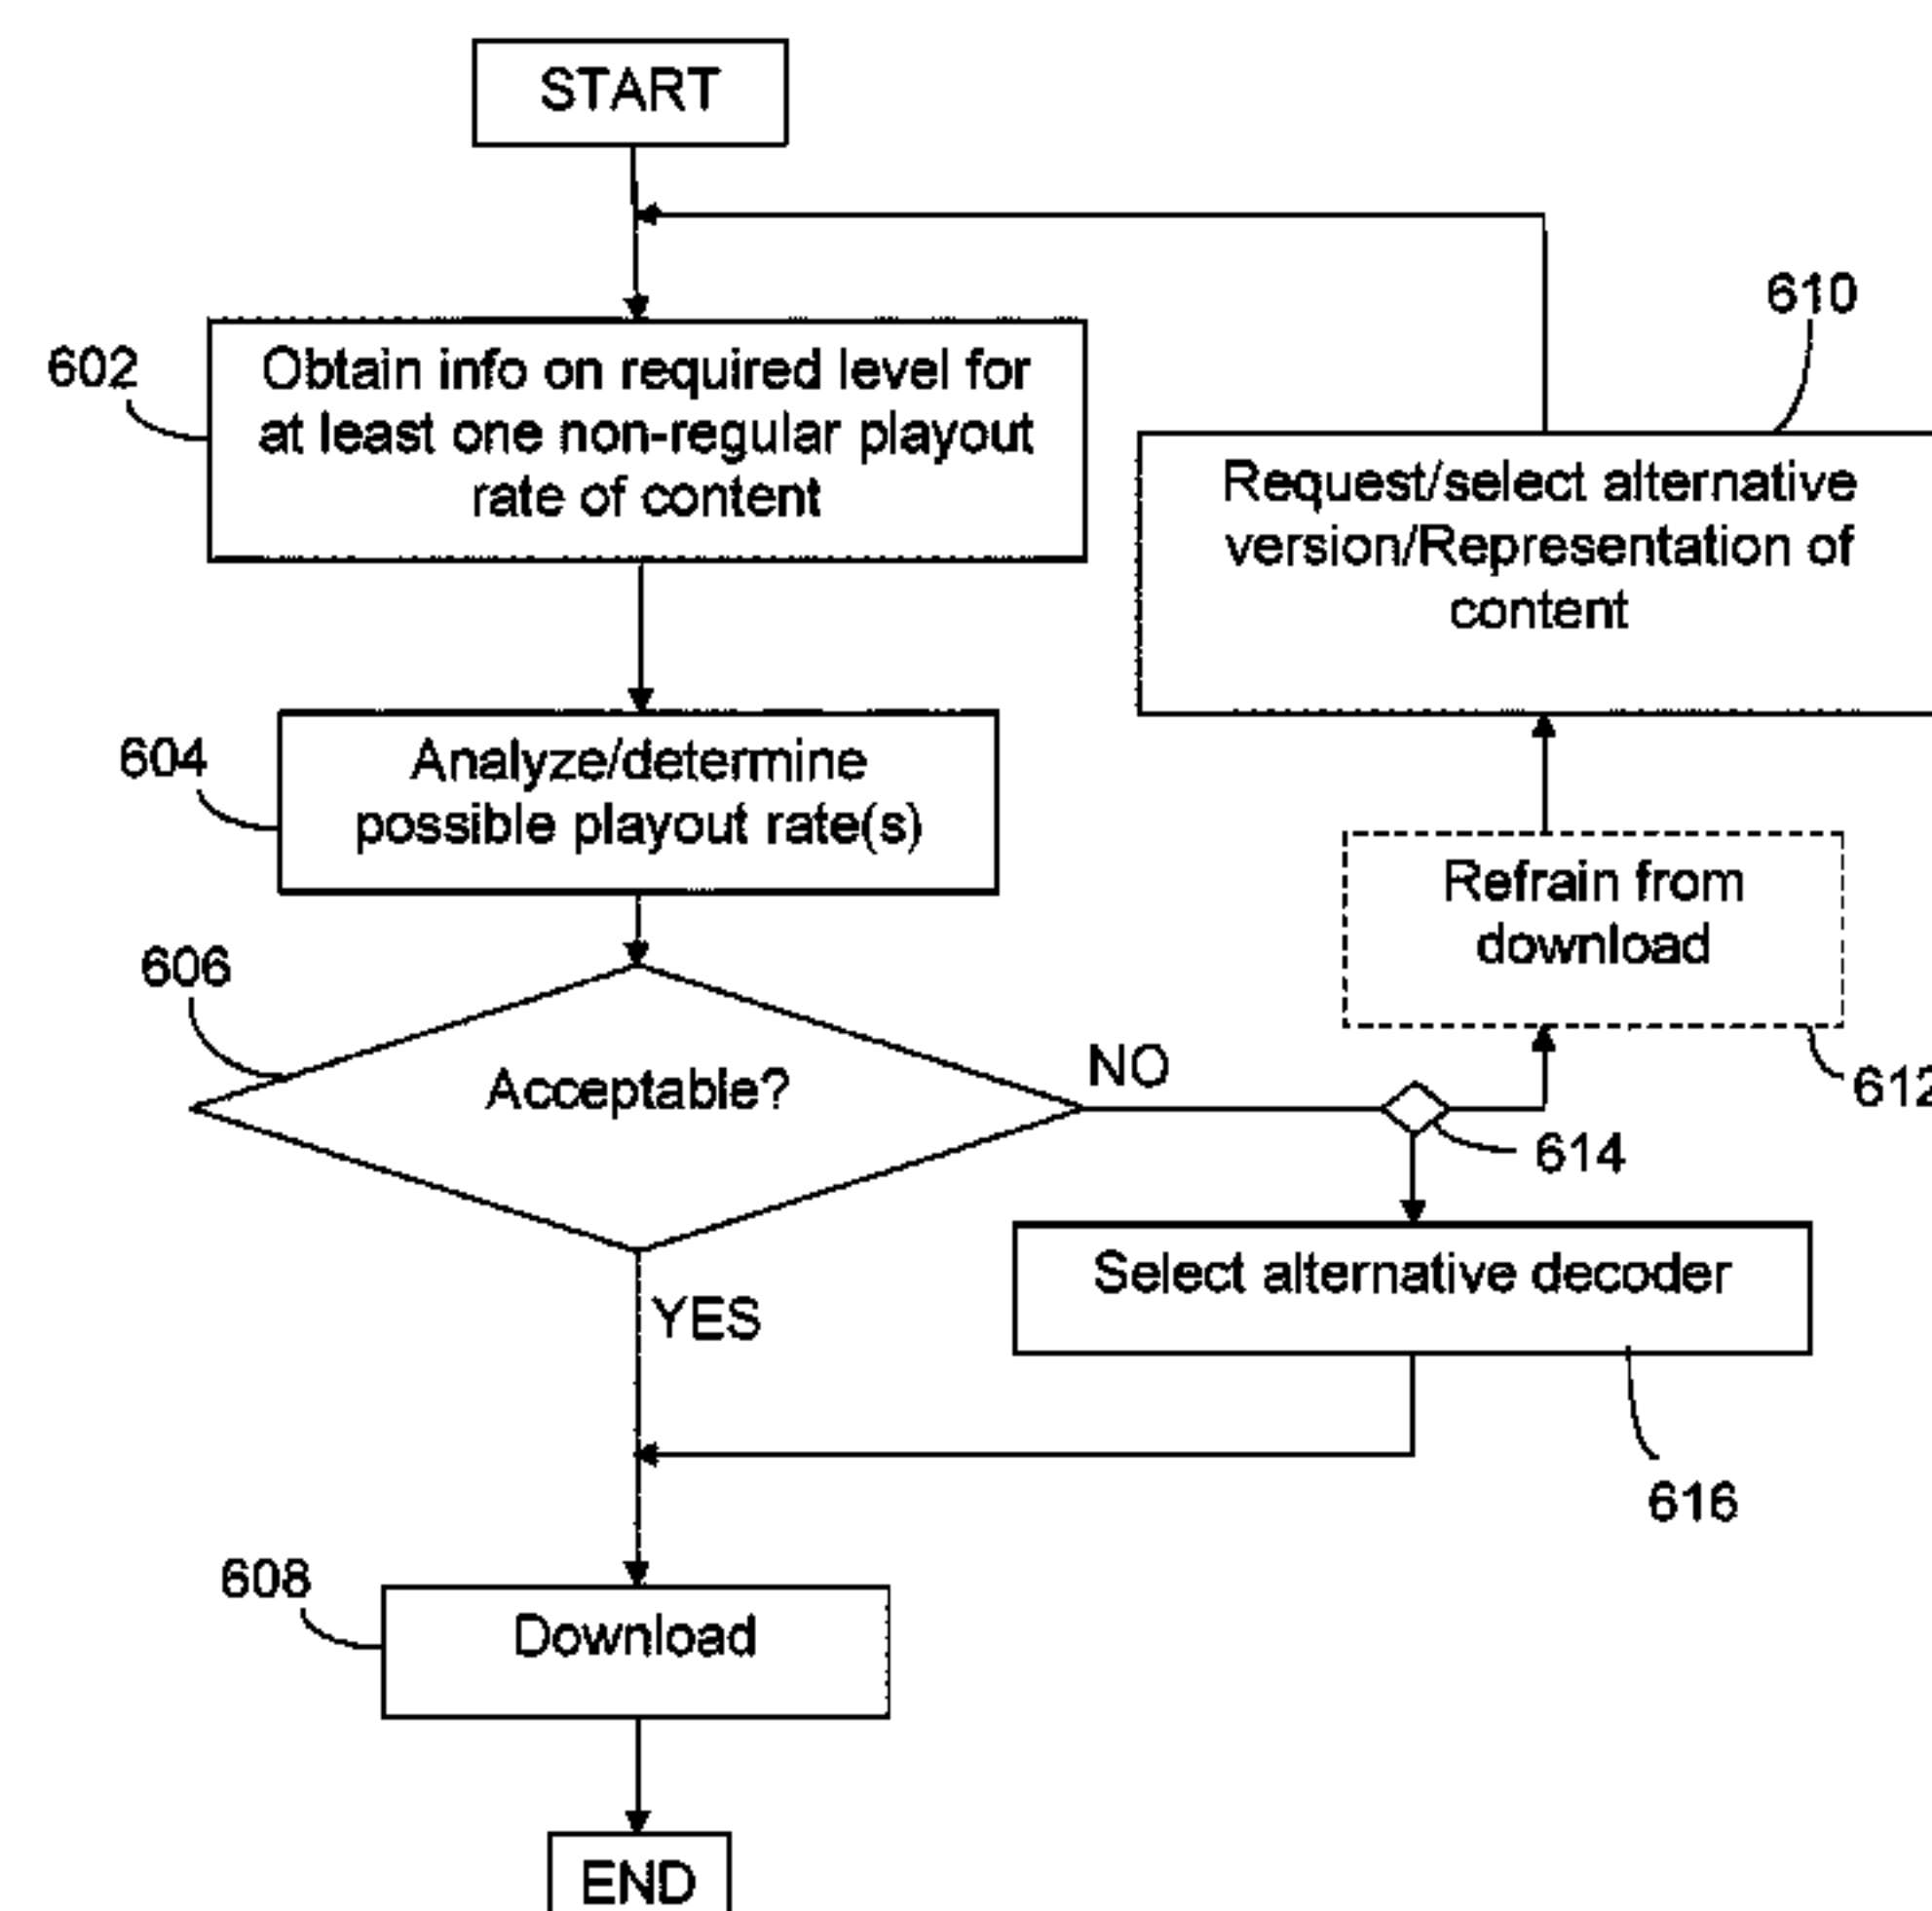 START
602
Obtain info on required level for
at least one non-regular playout
rate of content
610
Request/select alternative
version/Representation of
content
604
Analyze/determine
possible playout rate(s)
Refrain from
download
612
606
Acceptable?
NO
614
Select alternative decoder
YES
616
608
Download
END